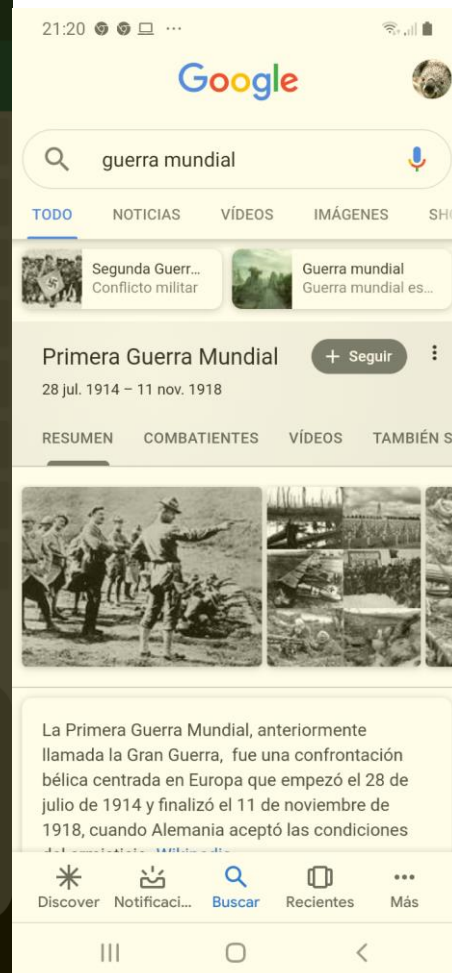 21:20
Google
guerra mundial
TODO NOTICIAS VÍDEOS IMÁGENES
Segunda Guerr... Guerra mundial
Conflicto militar Guerra mundial es...
Primera Guerra Mundial + Seguir
28 jul. 1914 – 11 nov. 1918
RESUMEN COMBATIENTES VÍDEOS TAMBIÉN S
La Primera Guerra Mundial, anteriormente
llamada la Gran Guerra, fue una confrontación
bélica centrada en Europa que empezó el 28 de
julio de 1914 y finalizó el 11 de noviembre de
1918, cuando Alemania aceptó las condiciones
Discover Notificaci... Buscar Recientes Más